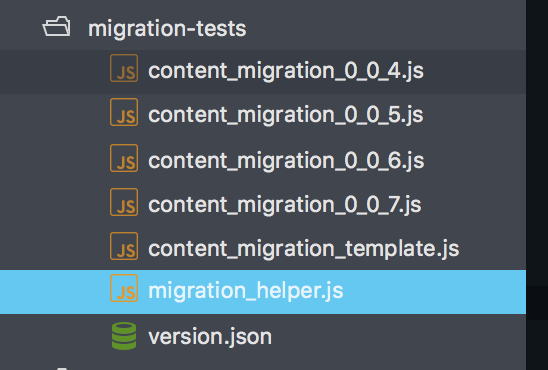 migration-tests
JS content_migration_0_0_4.js
JS content_migration_0_0_5.js
JS content_migration_0_0_6.js
JS content_migration_0_0_7.js
JS content_migration_template.js
JS migration_helper.js
version.json